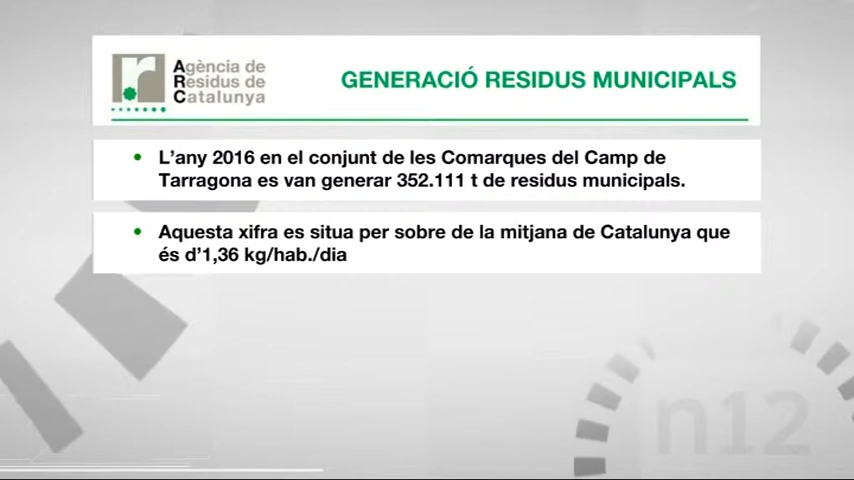 Agència de
Residus de
Catalunya
GENERACIÓ RESIDUS MUNICIPALS
L'any 2016 en el conjunt de les Comarques del Camp de
Tarragona es van generar 352.111 t de residus municipals.
Aquesta xifra es situa per sobre de la mitjana de Catalunya que
és d'1,36 kg/hab./dia
n12